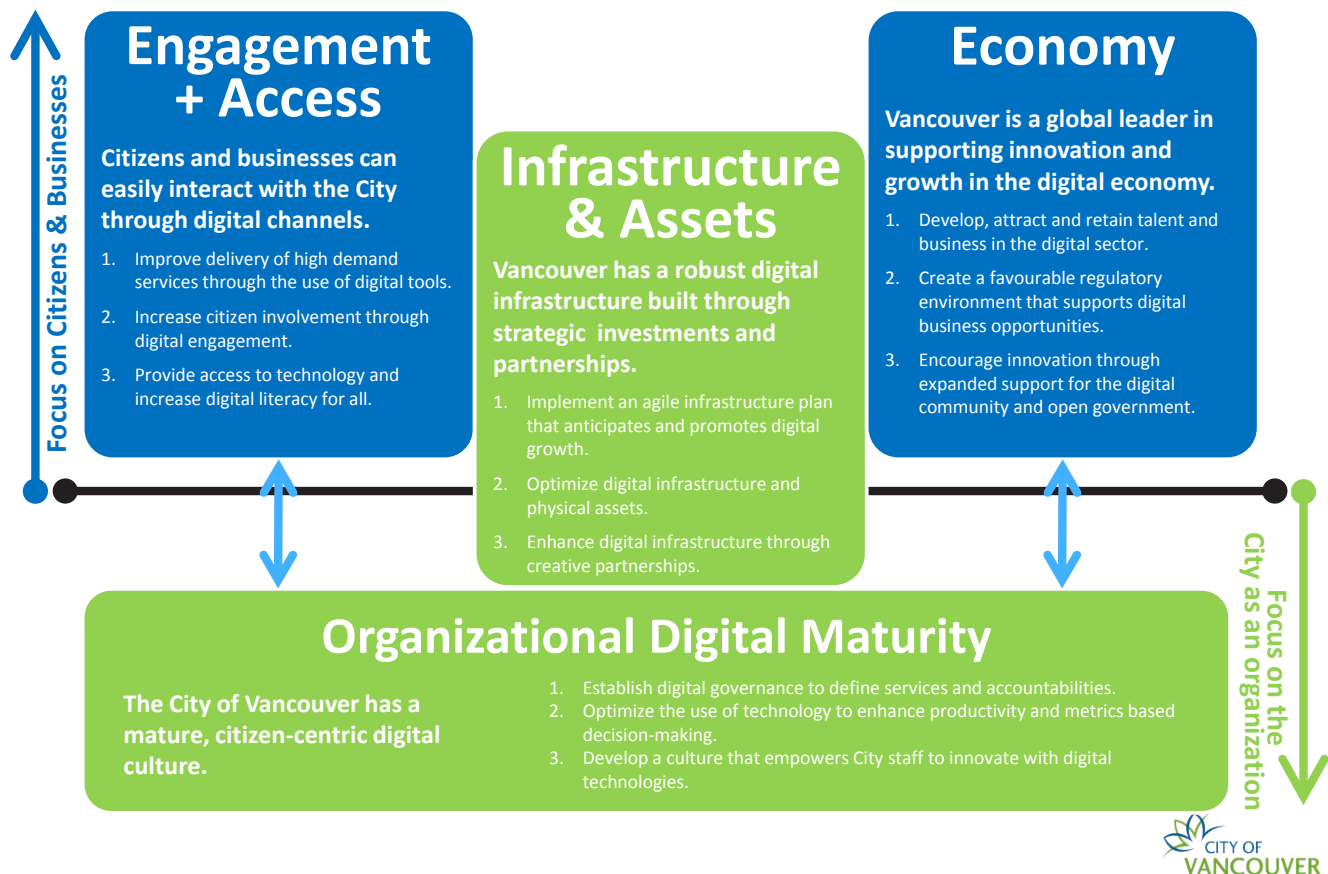 Focus on Citizens & Businesses
Engagement
+ Access
Citizens and businesses can
easily interact with the City
through digital channels.
1. Improve delivery of high demand
services through the use of digital tools.
2. Increase citizen involvement through
digital engagement.
3. Provide access to technology and
increase digital literacy for all.
Infrastructure
& Assets
Vancouver has a robust digital
infrastructure built through
strategic investments and
partnerships.
1. Implement an agile infrastructure plan
that anticipates and promotes digital
growth.
2. Optimize digital infrastructure and
physical assets.
3. Enhance digital infrastructure through
creative partnerships.
Economy
Vancouver is a global leader in
supporting innovation and
growth in the digital economy.
1. Develop, attract and retain talent and
business in the digital sector.
2. Create a favourable regulatory
environment that supports digital
business opportunities.
3. Encourage innovation through
expanded support for the digital
community and open government.
Organizational Digital Maturity
The City of Vancouver has a
mature, citizen-centric digital
culture.
1. Establish digital governance to define services and accountabilities.
2. Optimize the use of technology to enhance productivity and metrics based
decision-making.
3. Develop a culture that empowers City staff to innovate with digital
technologies.
Focus on the
City as an organization
CITY OF
VANCOUVER